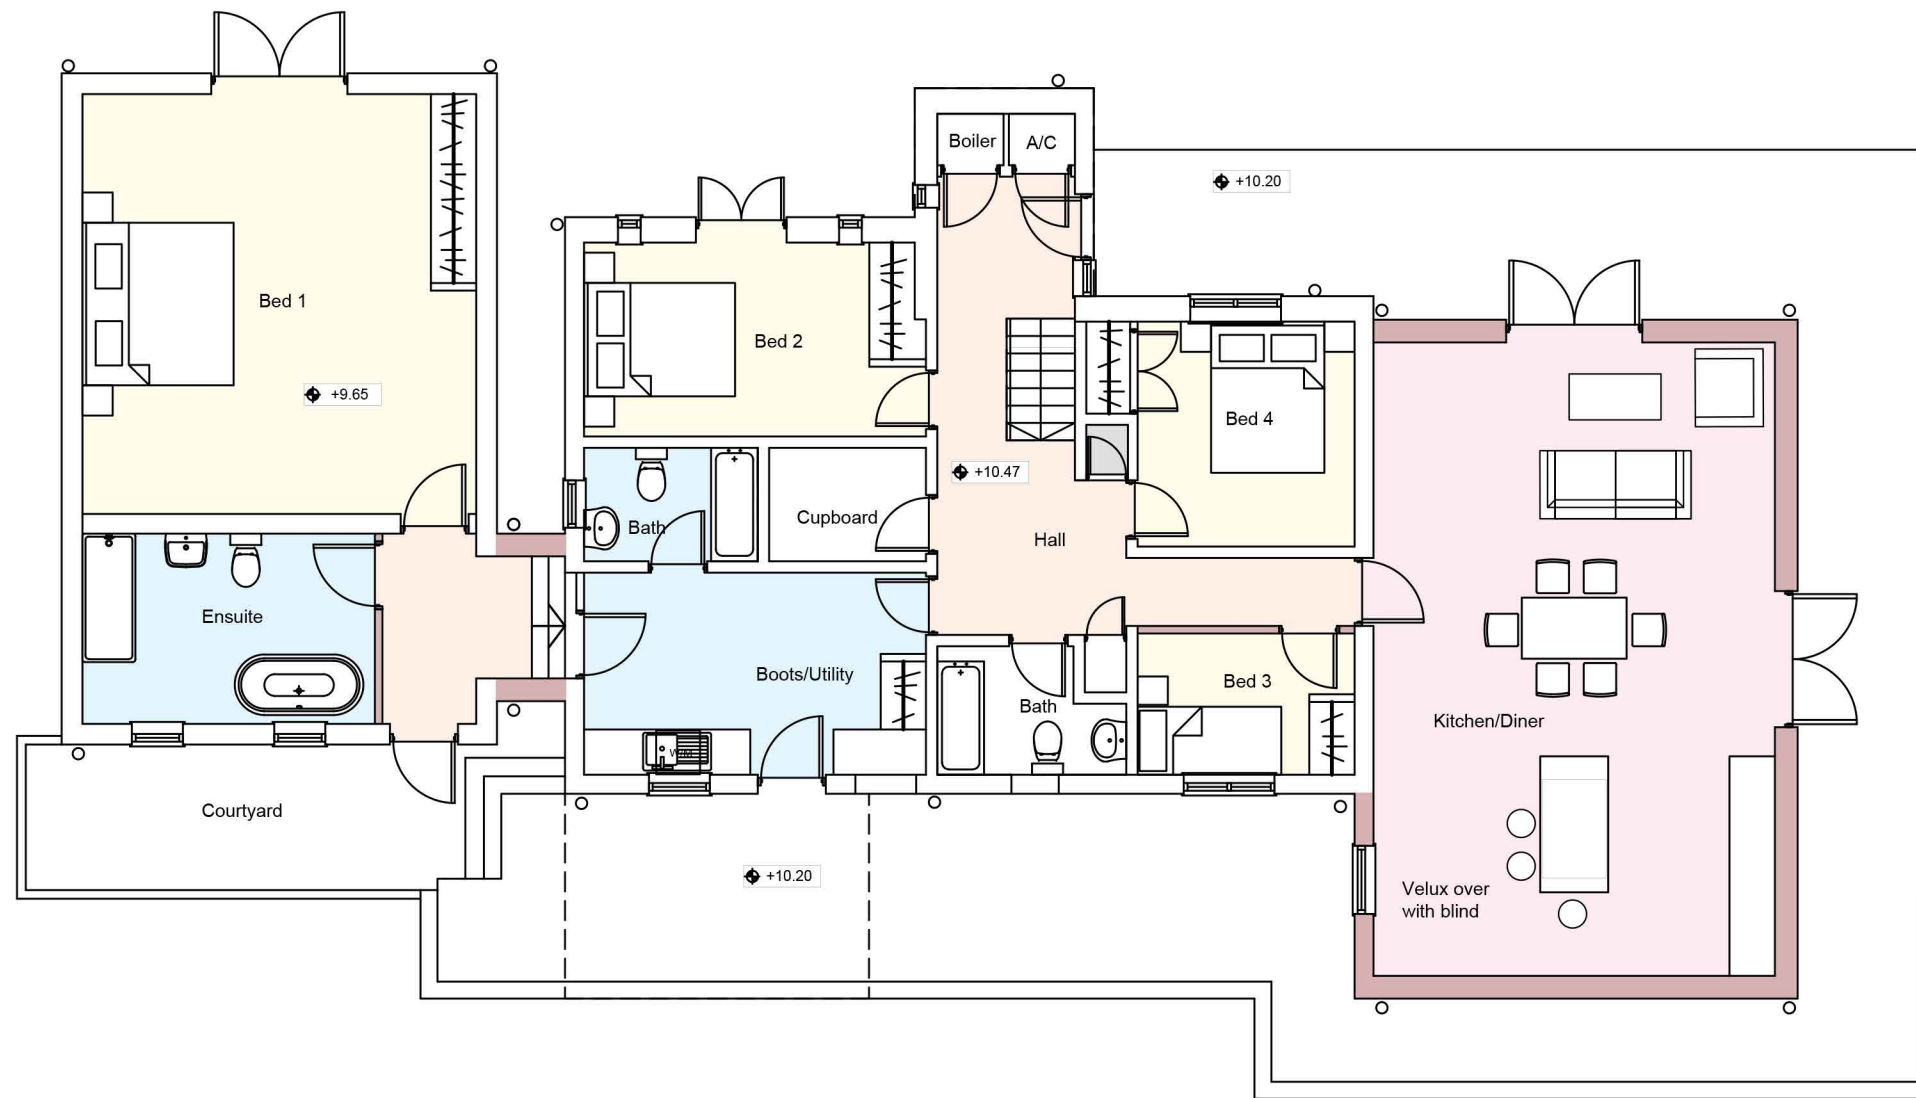 Boiler
A/C
+10.20
Bed 1
Bed 2
+9.65
Bed 4
+10.47
Cupboard
Bath
Hall
Ensuite
Boots/Utility
Bed 3
Bath
Kitchen/Diner
W/M
Courtyard
+10.20
Velux over
with blind